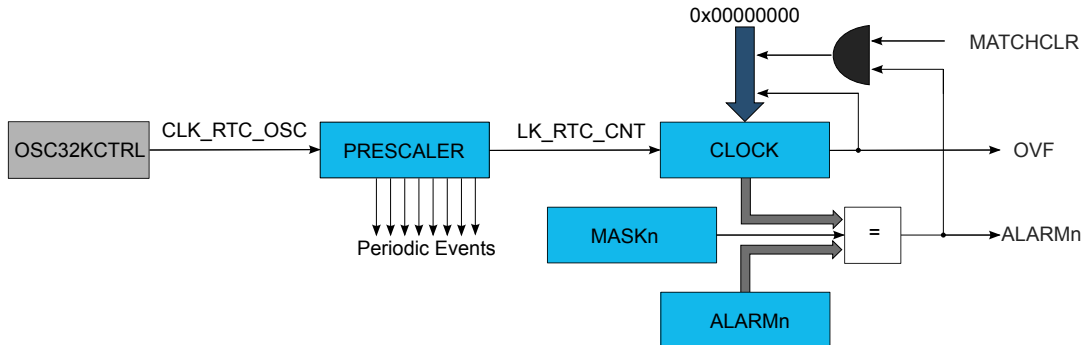 0x00000000
MATCHCLR
CLK_RTC_OSC
LK_RTC_CNT
OSC32KCTRL
PRESCALER
CLOCK
OVF
Periodic Events
MASKn
=
ALARMn
ALARMn